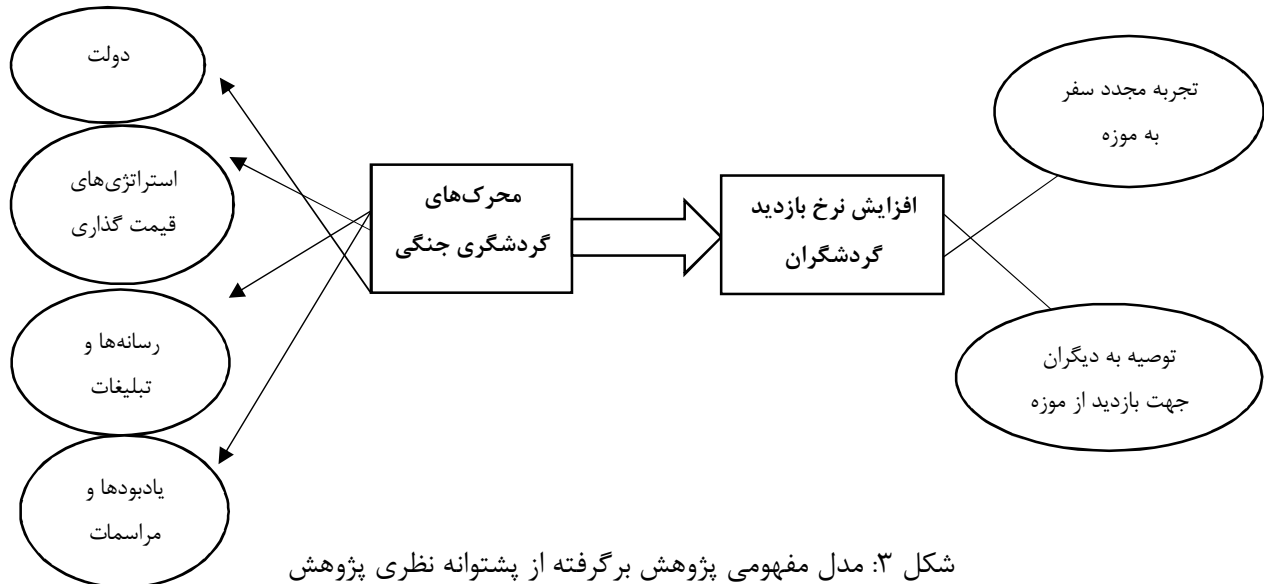 دولت
استراتژی‌های
قیمت گذاری
رسانه‌ها و
تبلیغات
یادبودها و
مراسمات
محرک‌های
گردشگری جنگی
افزایش نرخ بازدید
گردشگران
تجربه مجدد سفر
به موزه
توصیه به دیگران
جهت بازدید از موزه
شکل ۳: مدل مفهومی پژوهش برگرفته از پشتوانه نظری پژوهش